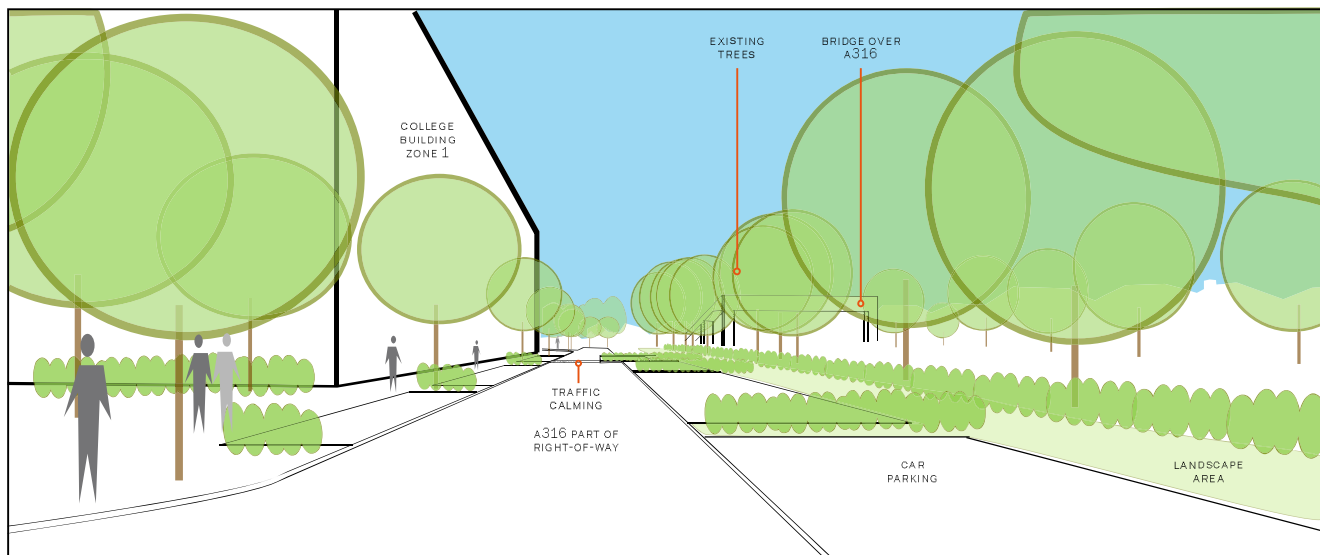 EXISTING
TREES
BRIDGE OVER
A316
COLLEGE
BUILDING
ZONE 1
TRAFFIC
CALMING
A316 PART OF
RIGHT-OF-WAY
CAR
PARKING
LANDSCAPE
AREA